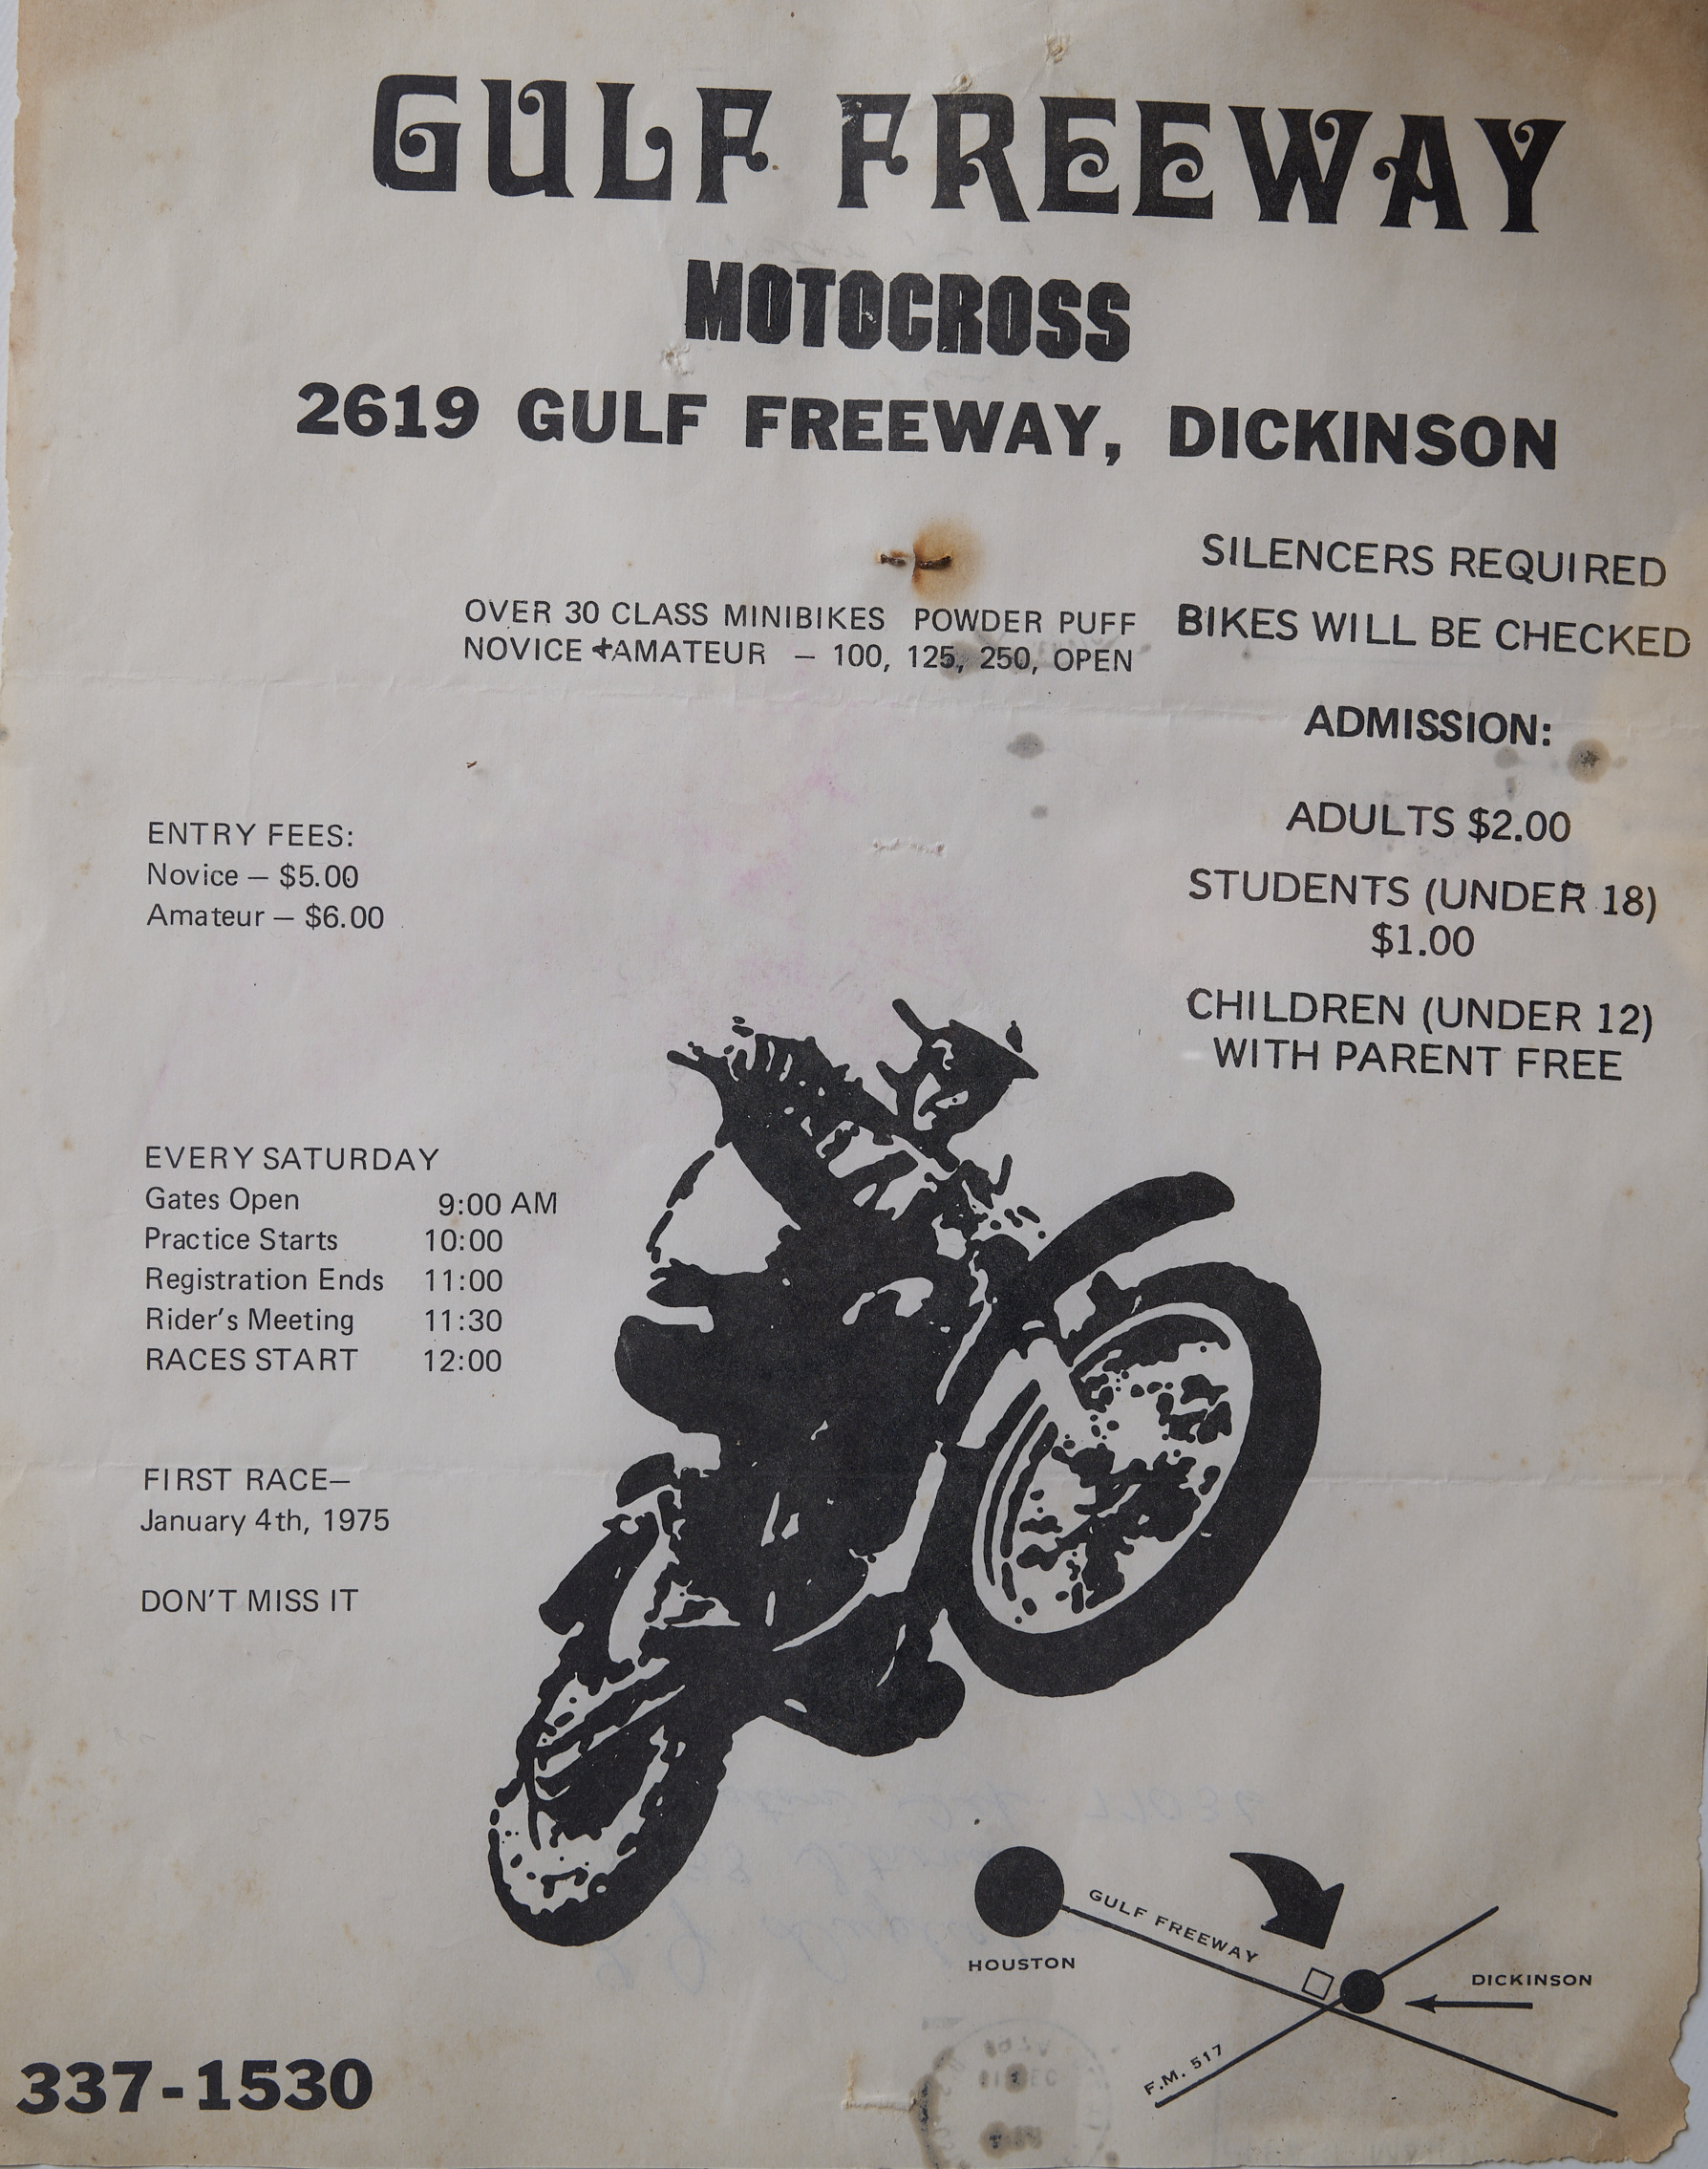 GULF FREEWAY
MOTOCROSS
2619 GULF FREEWAY, DICKINSON
SILENCERS REQUIRED
BIKES WILL BE CHECKED
OVER 30 CLASS MINIBIKES POWDER PUFF
NOVICE +AMATEUR — 100, 125, 250, OPEN
ADMISSION:
ADULTS $2.00
STUDENTS (UNDER 18)
$1.00
CHILDREN (UNDER 12)
WITH PARENT FREE
ENTRY FEES:
Novice — $5.00
Amateur — $6.00
EVERY SATURDAY
Gates Open 9:00 AM
Practice Starts 10:00
Registration Ends 11:00
Rider's Meeting 11:30
RACES START 12:00
FIRST RACE—
January 4th, 1975
DON'T MISS IT
GULF FREEWAY
HOUSTON
DICKINSON
F.M. 517
337-1530